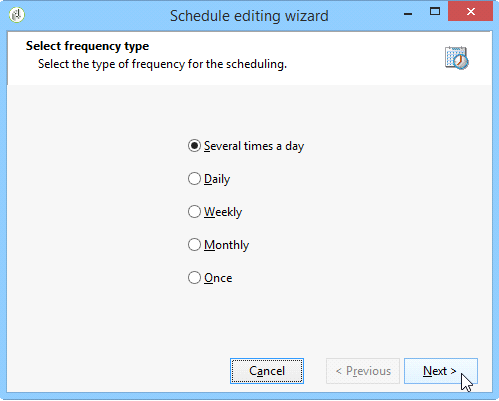 Schedule editing wizard
Select frequency type
Select the type of frequency for the scheduling.
Several times a day
Daily
Weekly
Monthly
Once
Cancel
< Previous
Next >